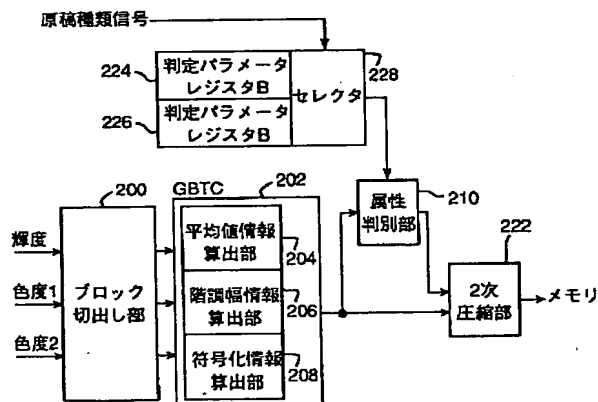 原稿種類信号
224
判定パラメータ
レジスタB
セレクタ
228
226
判定パラメータ
レジスタB
200
GBTC
202
属性
判別部
210
輝度
色度1
色度2
ブロック
切出し部
平均値情報
算出部
204
階調幅情報
算出部
206
符号化情報
算出部
208
222
2次
圧縮部
メモリ